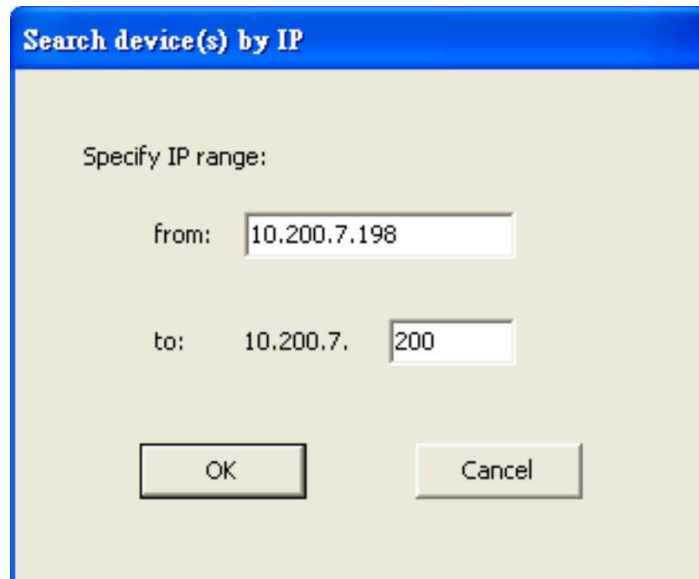 Search device(s) by IP
Specify IP range:
from: 10.200.7.198
to: 10.200.7. 200
OK Cancel